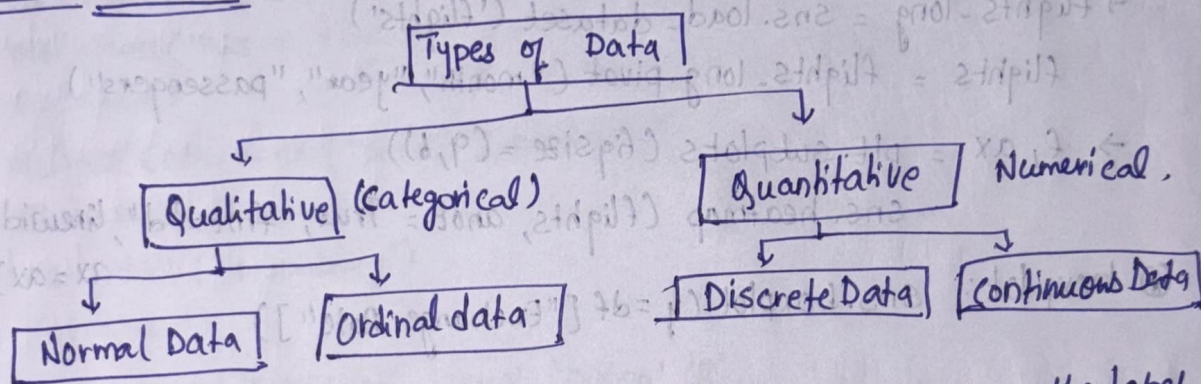 Types of Data
Qualitative (Categorical)
Quantitative Numerical.
Normal Data
Ordinal data
Discrete Data
Continuous Data